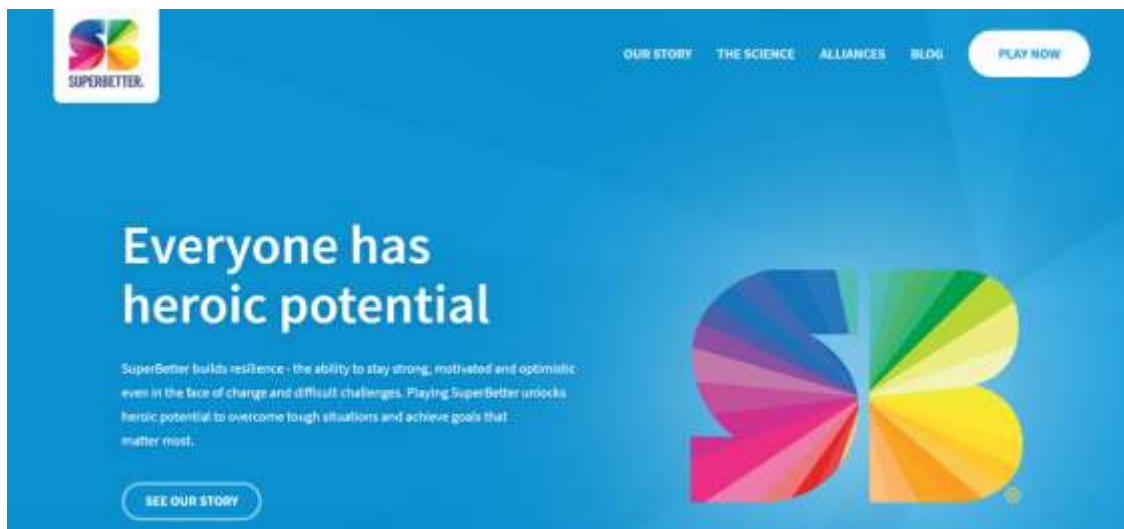 SUPERBETTER.
OUR STORY THE SCIENCE ALLIANCES BLOG PLAY NOW
Everyone has
heroic potential
SuperBetter builds resilience - the ability to stay strong, motivated and optimistic
even in the face of change and difficult challenges. Playing SuperBetter unlocks
heroic potential to overcome tough situations and achieve goals that
matter most.
SEE OUR STORY
SB
®